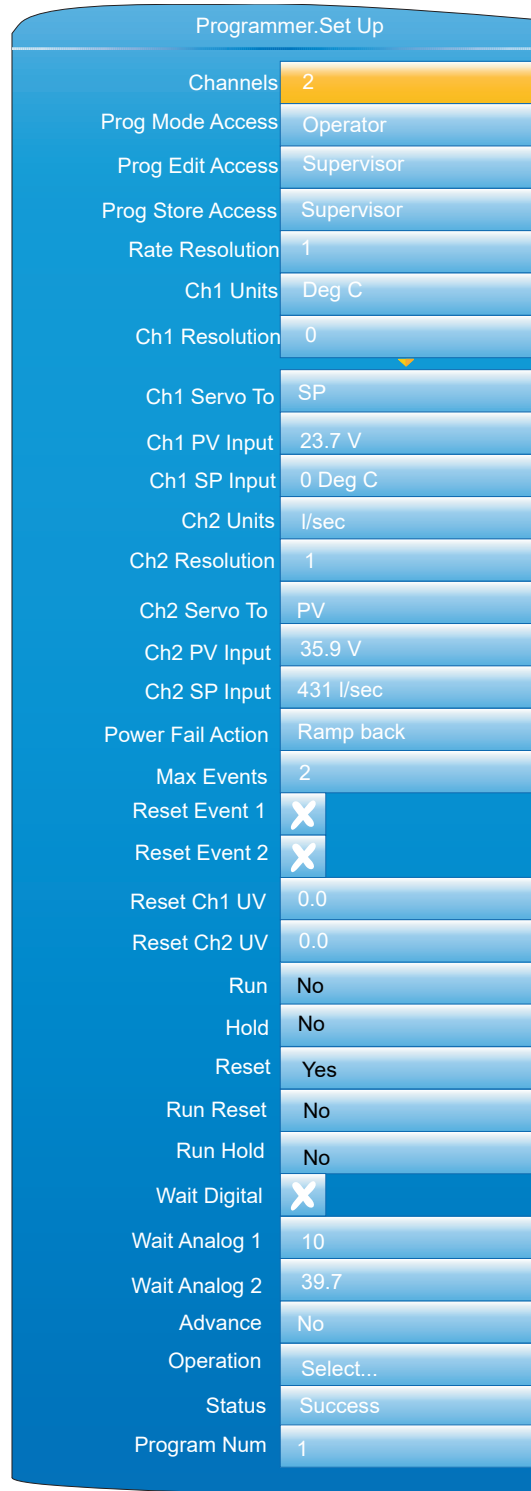 Programmer.Set Up
Channels 2
Prog Mode Access Operator
Prog Edit Access Supervisor
Prog Store Access Supervisor
Rate Resolution 1
Ch1 Units Deg C
Ch1 Resolution 0
Ch1 Servo To SP
Ch1 PV Input 23.7 V
Ch1 SP Input 0 Deg C
Ch2 Units l/sec
Ch2 Resolution 1
Ch2 Servo To PV
Ch2 PV Input 35.9 V
Ch2 SP Input 431 l/sec
Power Fail Action Ramp back
Max Events 2
Reset Event 1
Reset Event 2
Reset Ch1 UV 0.0
Reset Ch2 UV 0.0
Run No
Hold No
Reset Yes
Run Reset No
Run Hold No
Wait Digital
Wait Analog 1 10
Wait Analog 2 39.7
Advance No
Operation Select...
Status Success
Program Num 1